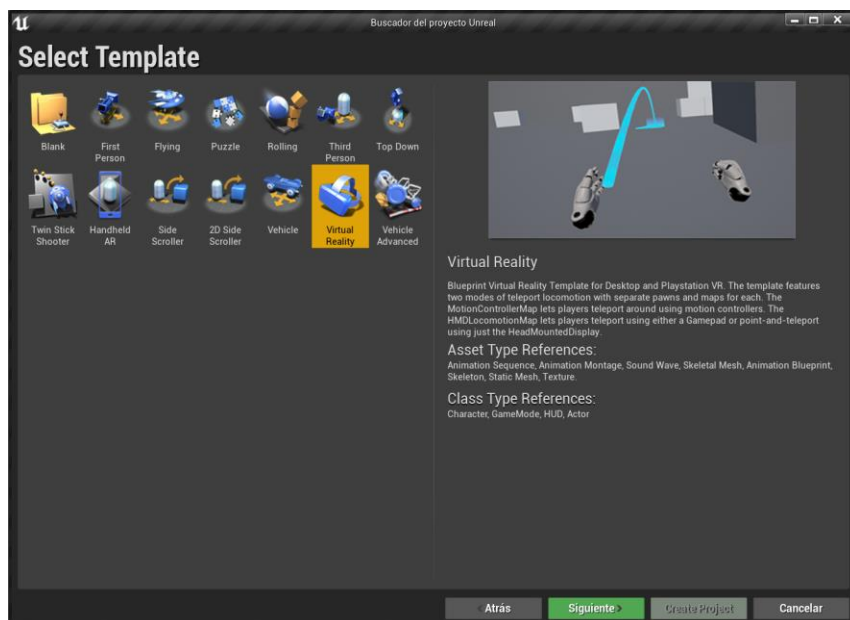 Buscador del proyecto Unreal
Select Template
Blank
First
Person
Flying
Puzzle
Rolling
Third
Person
Top Down
Twin Stick
Shooter
Handheld
AR
Side
Scroller
2D Side
Scroller
Vehicle
Virtual
Reality
Vehicle
Advanced
Virtual Reality
Blueprint Virtual Reality Template for Desktop and Playstation VR. The template features
two modes of teleport locomotion with separate pawns and maps for each. The
MotionControllerMap lets players teleport around using motion controllers. The
HMDLocomotionMap lets players teleport using either a Gamepad or point-and-teleport
using just the HeadMountedDisplay.
Asset Type References:
Animation Sequence, Animation Montage, Sound Wave, Skeletal Mesh, Animation Blueprint,
Skeleton, Static Mesh, Texture.
Class Type References:
Character, GameMode, HUD, Actor
< Atrás
Siguiente >
Create Project
Cancelar